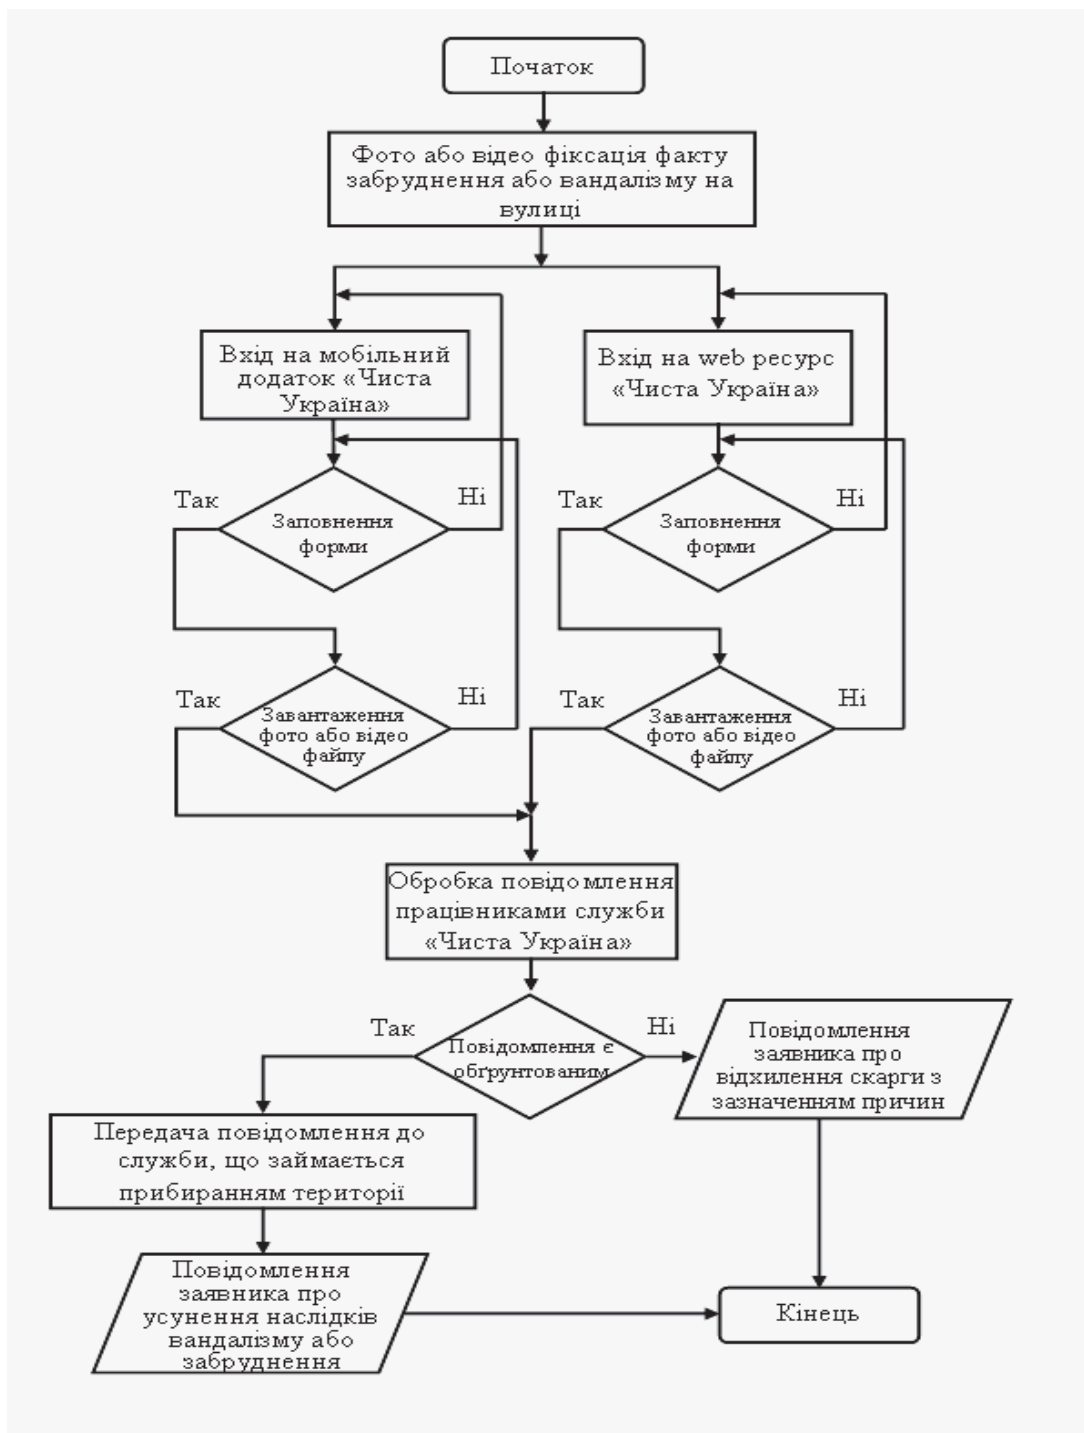 Початок
Фото або відео фіксація факту
забруднення або вандалізму на
вулиці
Вхід на мобільний
додаток «Чиста
Україна»
Вхід на web ресурс
«Чиста Україна»
Так
Ні
Заповнення
форми
Так
Ні
Заповнення
форми
Так
Ні
Завантаження
фото або відео
файлу
Так
Ні
Завантаження
фото або відео
файлу
Обробка повідомлення
працівниками служби
«Чиста Україна»
Так
Ні
Повідомлення є
обґрунтованим
Повідомлення
заявника про
відхилення скарги з
зазначенням причин
Передача повідомлення до
служби, що займається
прибиранням території
Повідомлення
заявника про
усунення наслідків
вандалізму або
забруднення
Кінець